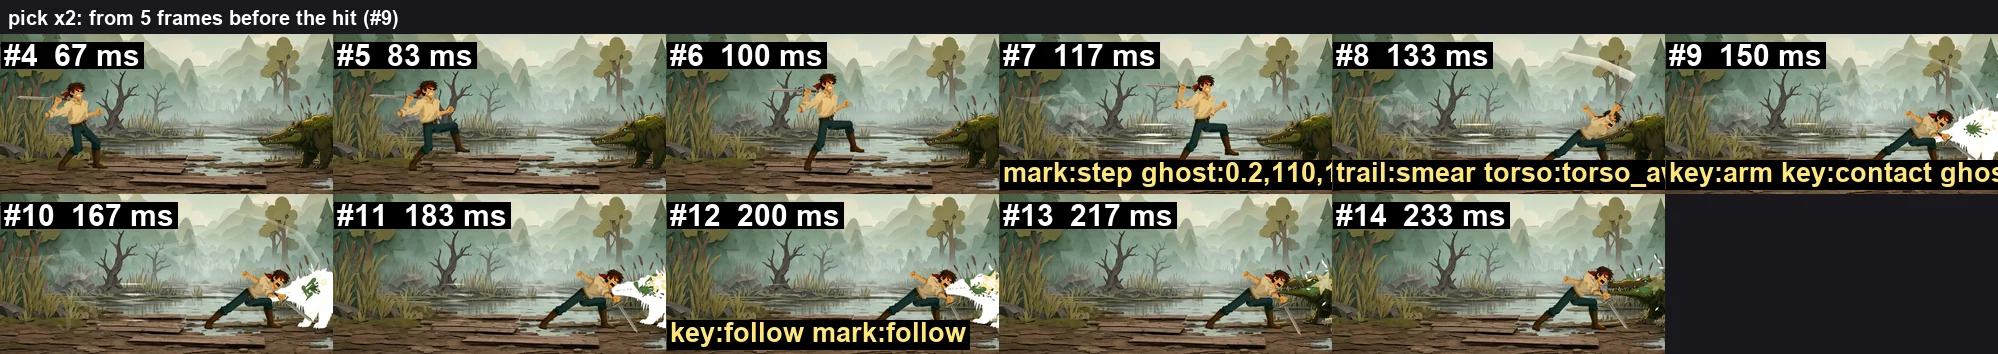 pick x2: from 5 frames before the hit (#9)
#4 67 ms
#5 83 ms
#6 100 ms
#7 117 ms
#8 133 ms
#9 150 ms
mark:step ghost:0.2,110,1
trail:smear torso:torso_a
key:arm key:contact ghos
#10 167 ms
#11 183 ms
#12 200 ms
#13 217 ms
#14 233 ms
key:follow mark:follow